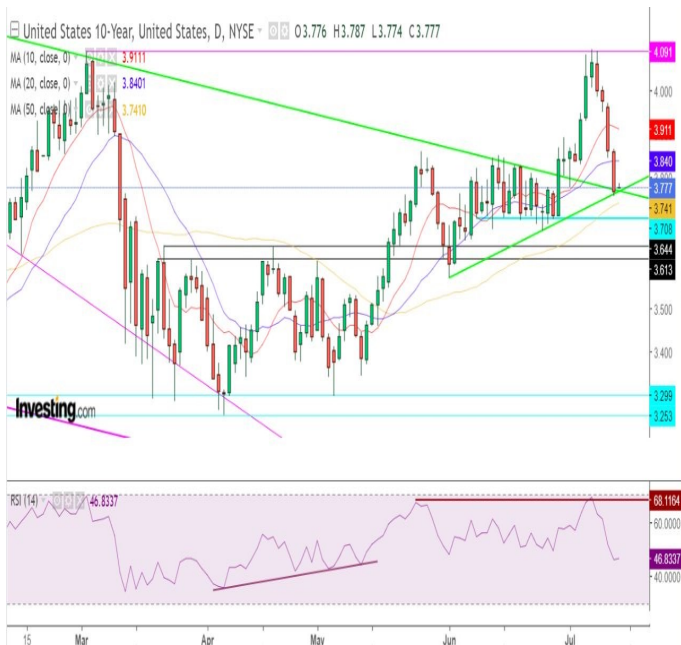 United States 10-Year, United States, D, NYSE O3.776 H3.787 L3.774 C3.777
MA (10, close, 0) 3.9111
MA (20, close, 0) 3.8401
MA (50, close, 0) 3.7410
4.091
4.000
3.911
3.840
3.777
3.741
3.708
3.644
3.613
3.500
3.400
3.299
3.253
Investing.com
RSI (14) 46.8337
68.1164
60.0000
46.8337
40.0000
15 Mar Apr May Jun Jul